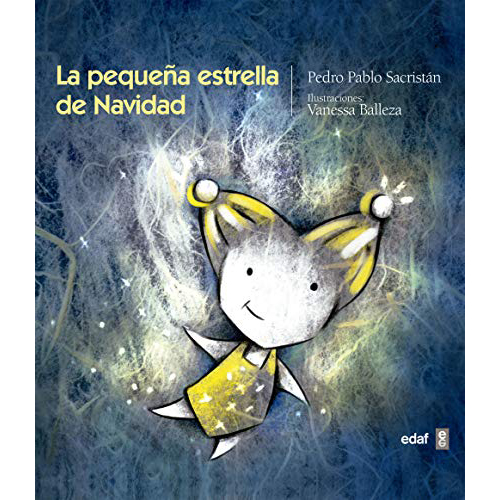 La pequeña estrella
de Navidad
Pedro Pablo Sacristán
Ilustraciones:
Vanessa Balleza
edaf